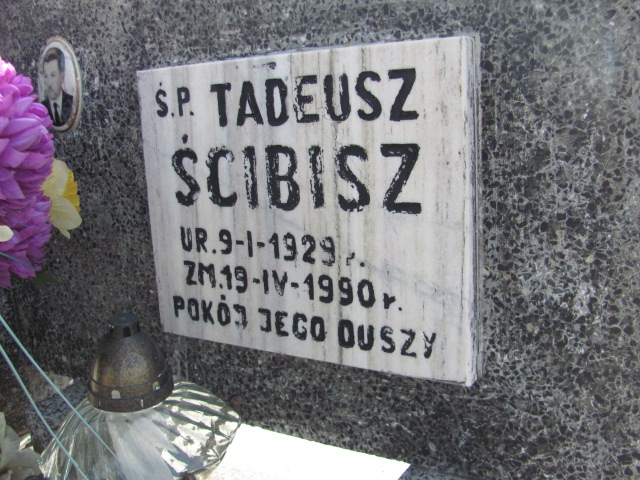 Ś.P. TADEUSZ
ŚCIBISZ
UR.9-I-1929 r.
ZM.19-IV-1990 r.
POKÓJ JEGO DUSZY